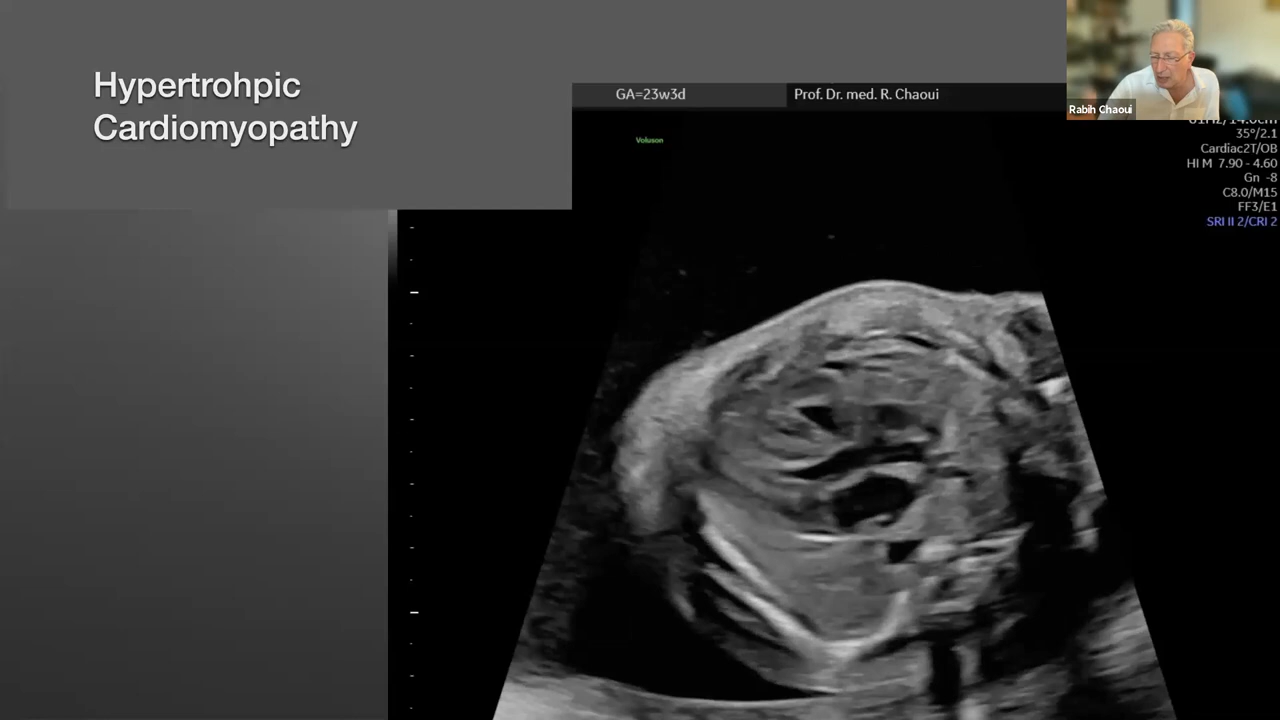 Hypertrohpic
Cardiomyopathy
GA=23w3d
Prof. Dr. med. R. Chaoui
Rabih Chaoui
Voluson
35°/2.1
Cardiac2T/OB
HI M 7.90 - 4.60
Gn -8
C8.0/M15
FF3/E1
SRI II 2/CRI 2